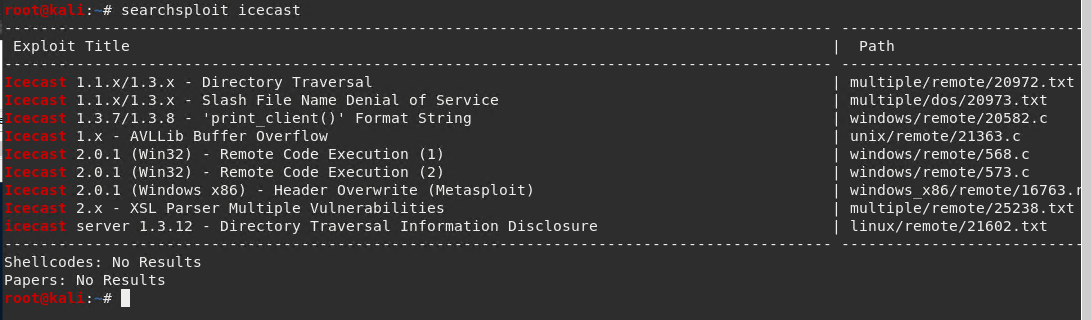 root@kali:~# searchsploit icecast
---------------------------------------------------------------------------------------------- ----------------------------
 Exploit Title | Path
---------------------------------------------------------------------------------------------- ----------------------------
Icecast 1.1.x/1.3.x - Directory Traversal | multiple/remote/20972.txt
Icecast 1.1.x/1.3.x - Slash File Name Denial of Service | multiple/dos/20973.txt
Icecast 1.3.7/1.3.8 - 'print_client()' Format String | windows/remote/20582.c
Icecast 1.x - AVLLib Buffer Overflow | unix/remote/21363.c
Icecast 2.0.1 (Win32) - Remote Code Execution (1) | windows/remote/568.c
Icecast 2.0.1 (Win32) - Remote Code Execution (2) | windows/remote/573.c
Icecast 2.0.1 (Windows x86) - Header Overwrite (Metasploit) | windows_x86/remote/16763.r
Icecast 2.x - XSL Parser Multiple Vulnerabilities | multiple/remote/25238.txt
icecast server 1.3.12 - Directory Traversal Information Disclosure | linux/remote/21602.txt
---------------------------------------------------------------------------------------------- ----------------------------
Shellcodes: No Results
Papers: No Results
root@kali:~#